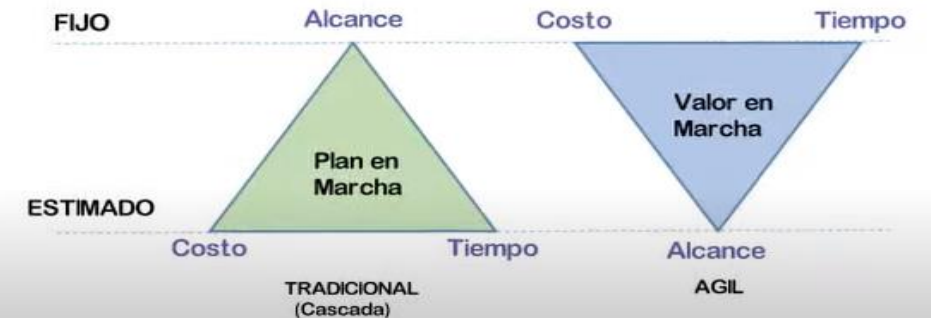 FIJO
Alcance
Costo
Tiempo
Plan en
Marcha
Valor en
Marcha
ESTIMADO
Costo
Tiempo
Alcance
TRADICIONAL
(Cascada)
AGIL